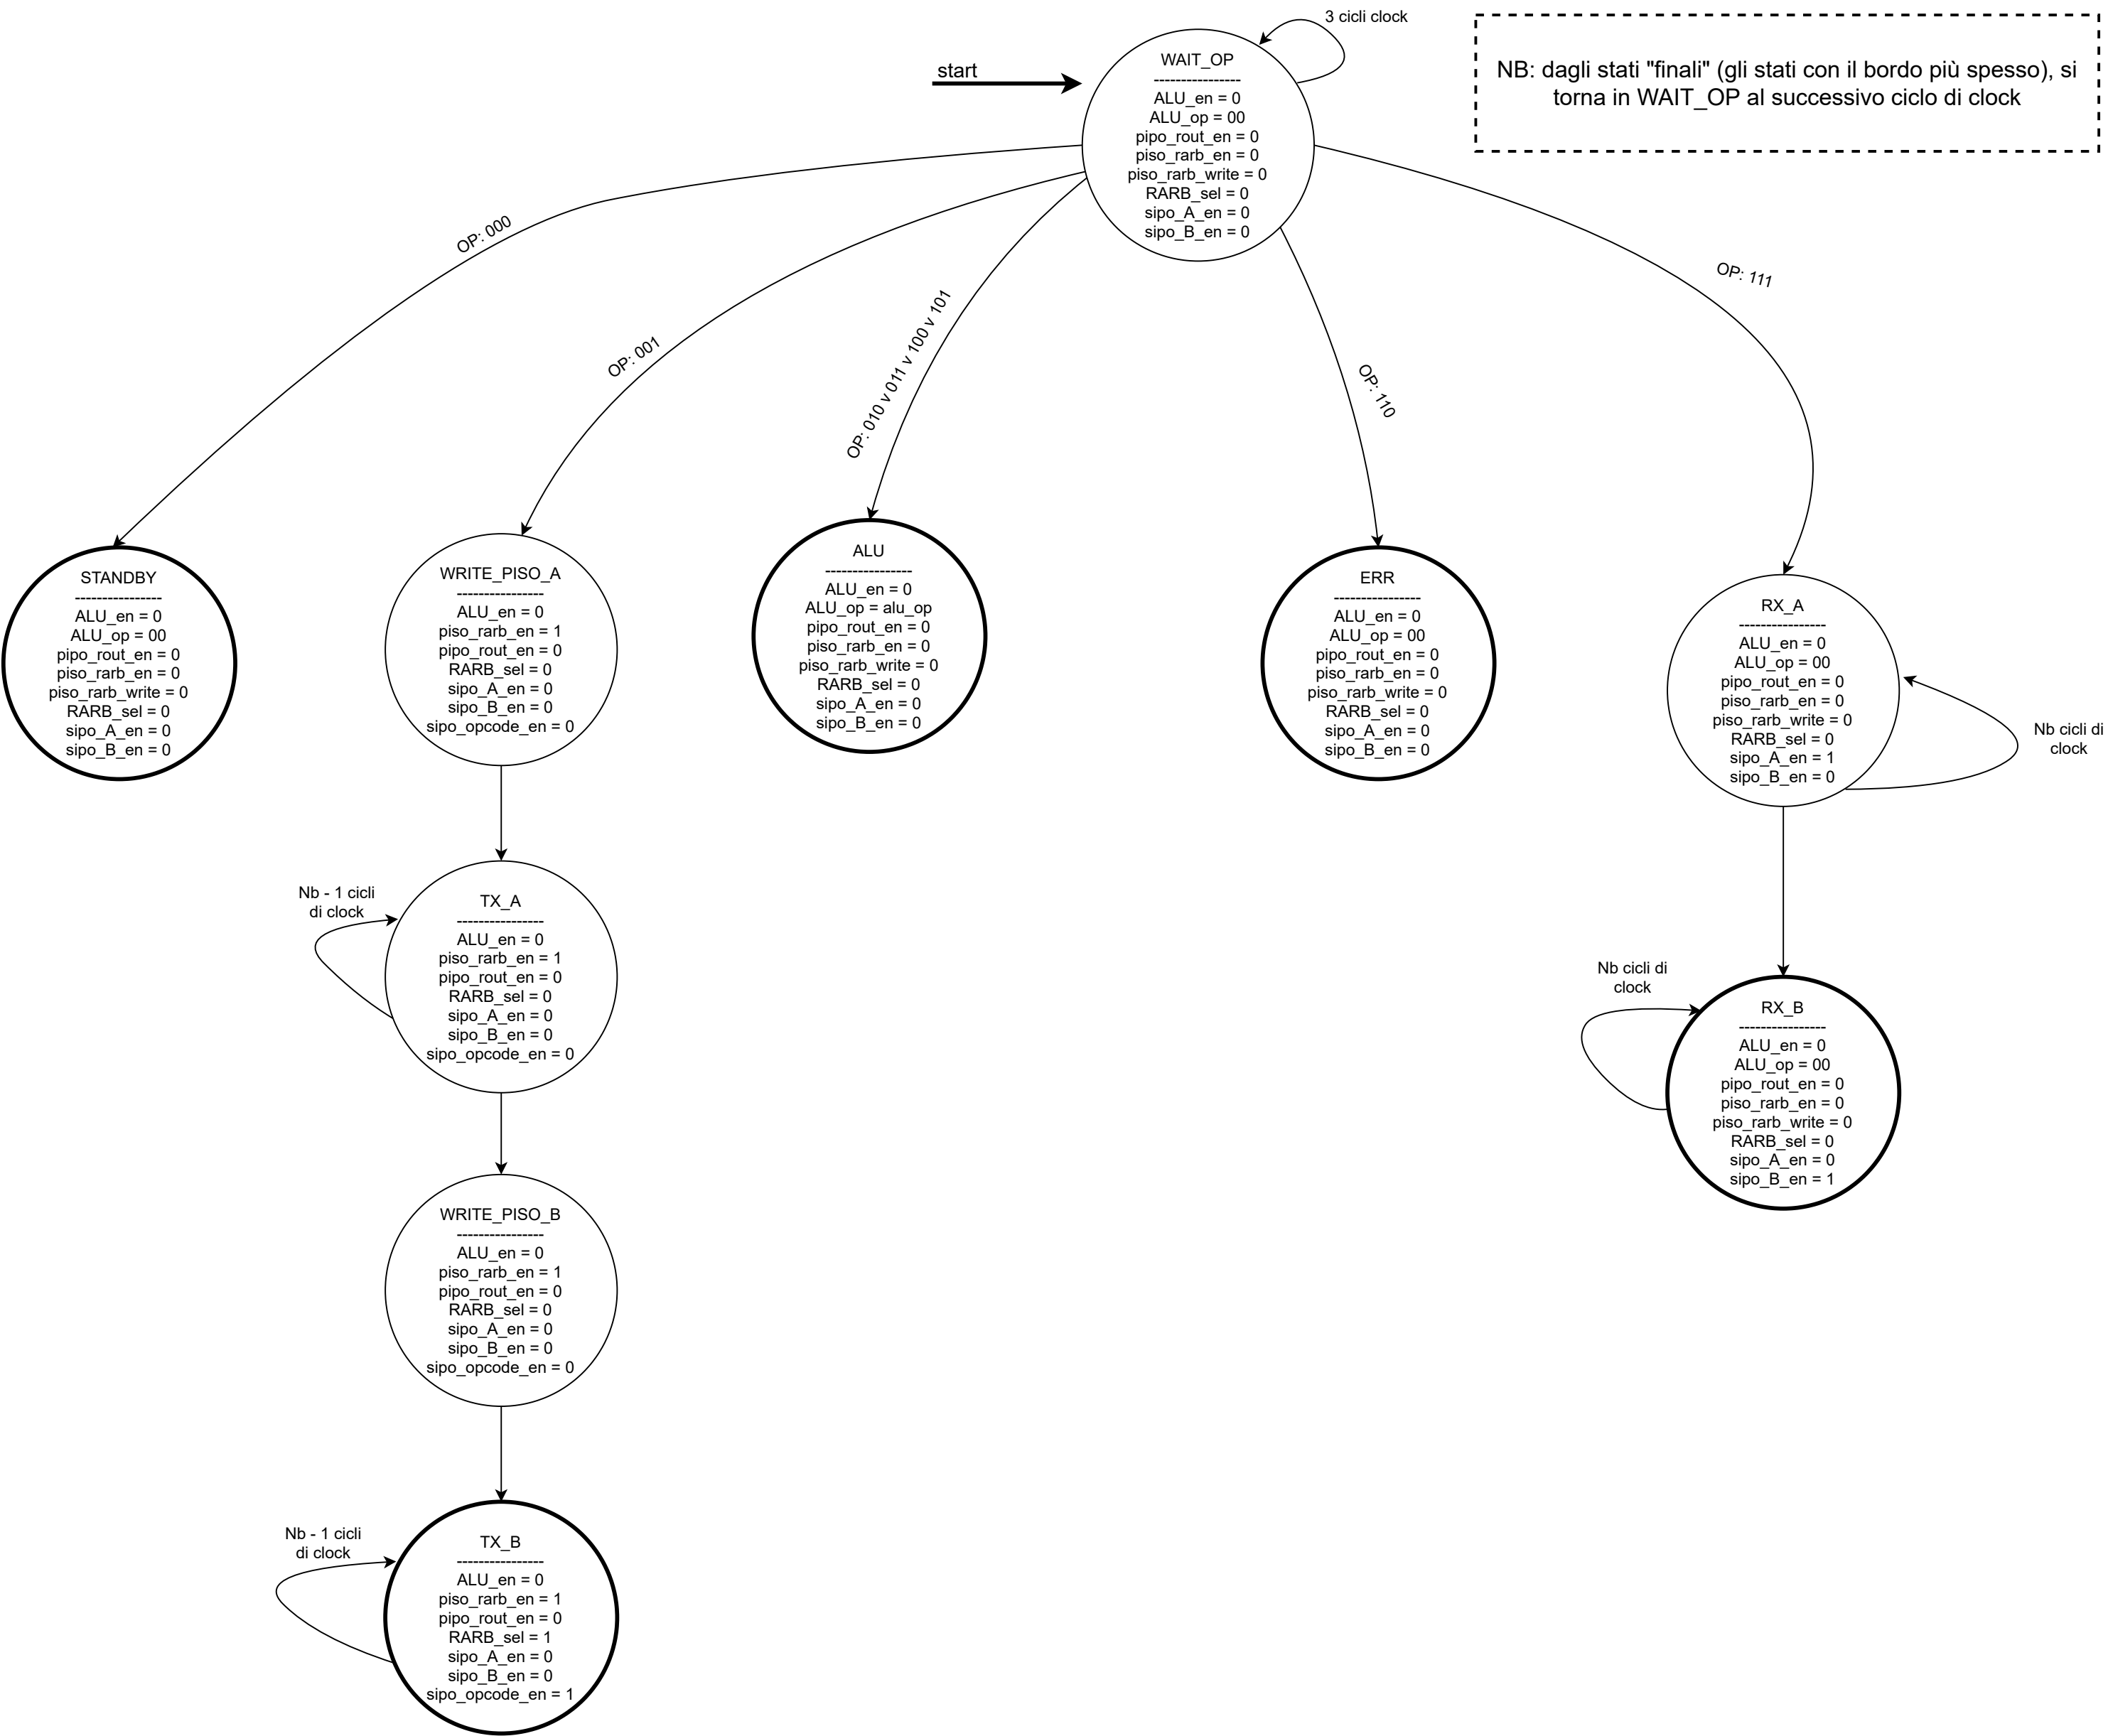 3 cicli clock
start
WAIT_OP
----------------
ALU_en = 0
ALU_op = 00
pipo_rout_en = 0
piso_rarb_en = 0
piso_rarb_write = 0
RARB_sel = 0
sipo_A_en = 0
sipo_B_en = 0
NB: dagli stati "finali" (gli stati con il bordo più spesso), si
torna in WAIT_OP al successivo ciclo di clock
OP: 000
OP: 001
OP: 010 v 011 v 100 v 101
OP: 110
OP: 111
STANDBY
----------------
ALU_en = 0
ALU_op = 00
pipo_rout_en = 0
piso_rarb_en = 0
piso_rarb_write = 0
RARB_sel = 0
sipo_A_en = 0
sipo_B_en = 0
WRITE_PISO_A
----------------
ALU_en = 0
piso_rarb_en = 1
pipo_rout_en = 0
RARB_sel = 0
sipo_A_en = 0
sipo_B_en = 0
sipo_opcode_en = 0
ALU
----------------
ALU_en = 0
ALU_op = alu_op
pipo_rout_en = 0
piso_rarb_en = 0
piso_rarb_write = 0
RARB_sel = 0
sipo_A_en = 0
sipo_B_en = 0
ERR
----------------
ALU_en = 0
ALU_op = 00
pipo_rout_en = 0
piso_rarb_en = 0
piso_rarb_write = 0
RARB_sel = 0
sipo_A_en = 0
sipo_B_en = 0
RX_A
----------------
ALU_en = 0
ALU_op = 00
pipo_rout_en = 0
piso_rarb_en = 0
piso_rarb_write = 0
RARB_sel = 0
sipo_A_en = 1
sipo_B_en = 0
Nb cicli di
clock
Nb - 1 cicli
di clock
TX_A
----------------
ALU_en = 0
piso_rarb_en = 1
pipo_rout_en = 0
RARB_sel = 0
sipo_A_en = 0
sipo_B_en = 0
sipo_opcode_en = 0
Nb cicli di
clock
RX_B
----------------
ALU_en = 0
ALU_op = 00
pipo_rout_en = 0
piso_rarb_en = 0
piso_rarb_write = 0
RARB_sel = 0
sipo_A_en = 0
sipo_B_en = 1
WRITE_PISO_B
----------------
ALU_en = 0
piso_rarb_en = 1
pipo_rout_en = 0
RARB_sel = 0
sipo_A_en = 0
sipo_B_en = 0
sipo_opcode_en = 0
Nb - 1 cicli
di clock
TX_B
----------------
ALU_en = 0
piso_rarb_en = 1
pipo_rout_en = 0
RARB_sel = 1
sipo_A_en = 0
sipo_B_en = 0
sipo_opcode_en = 1